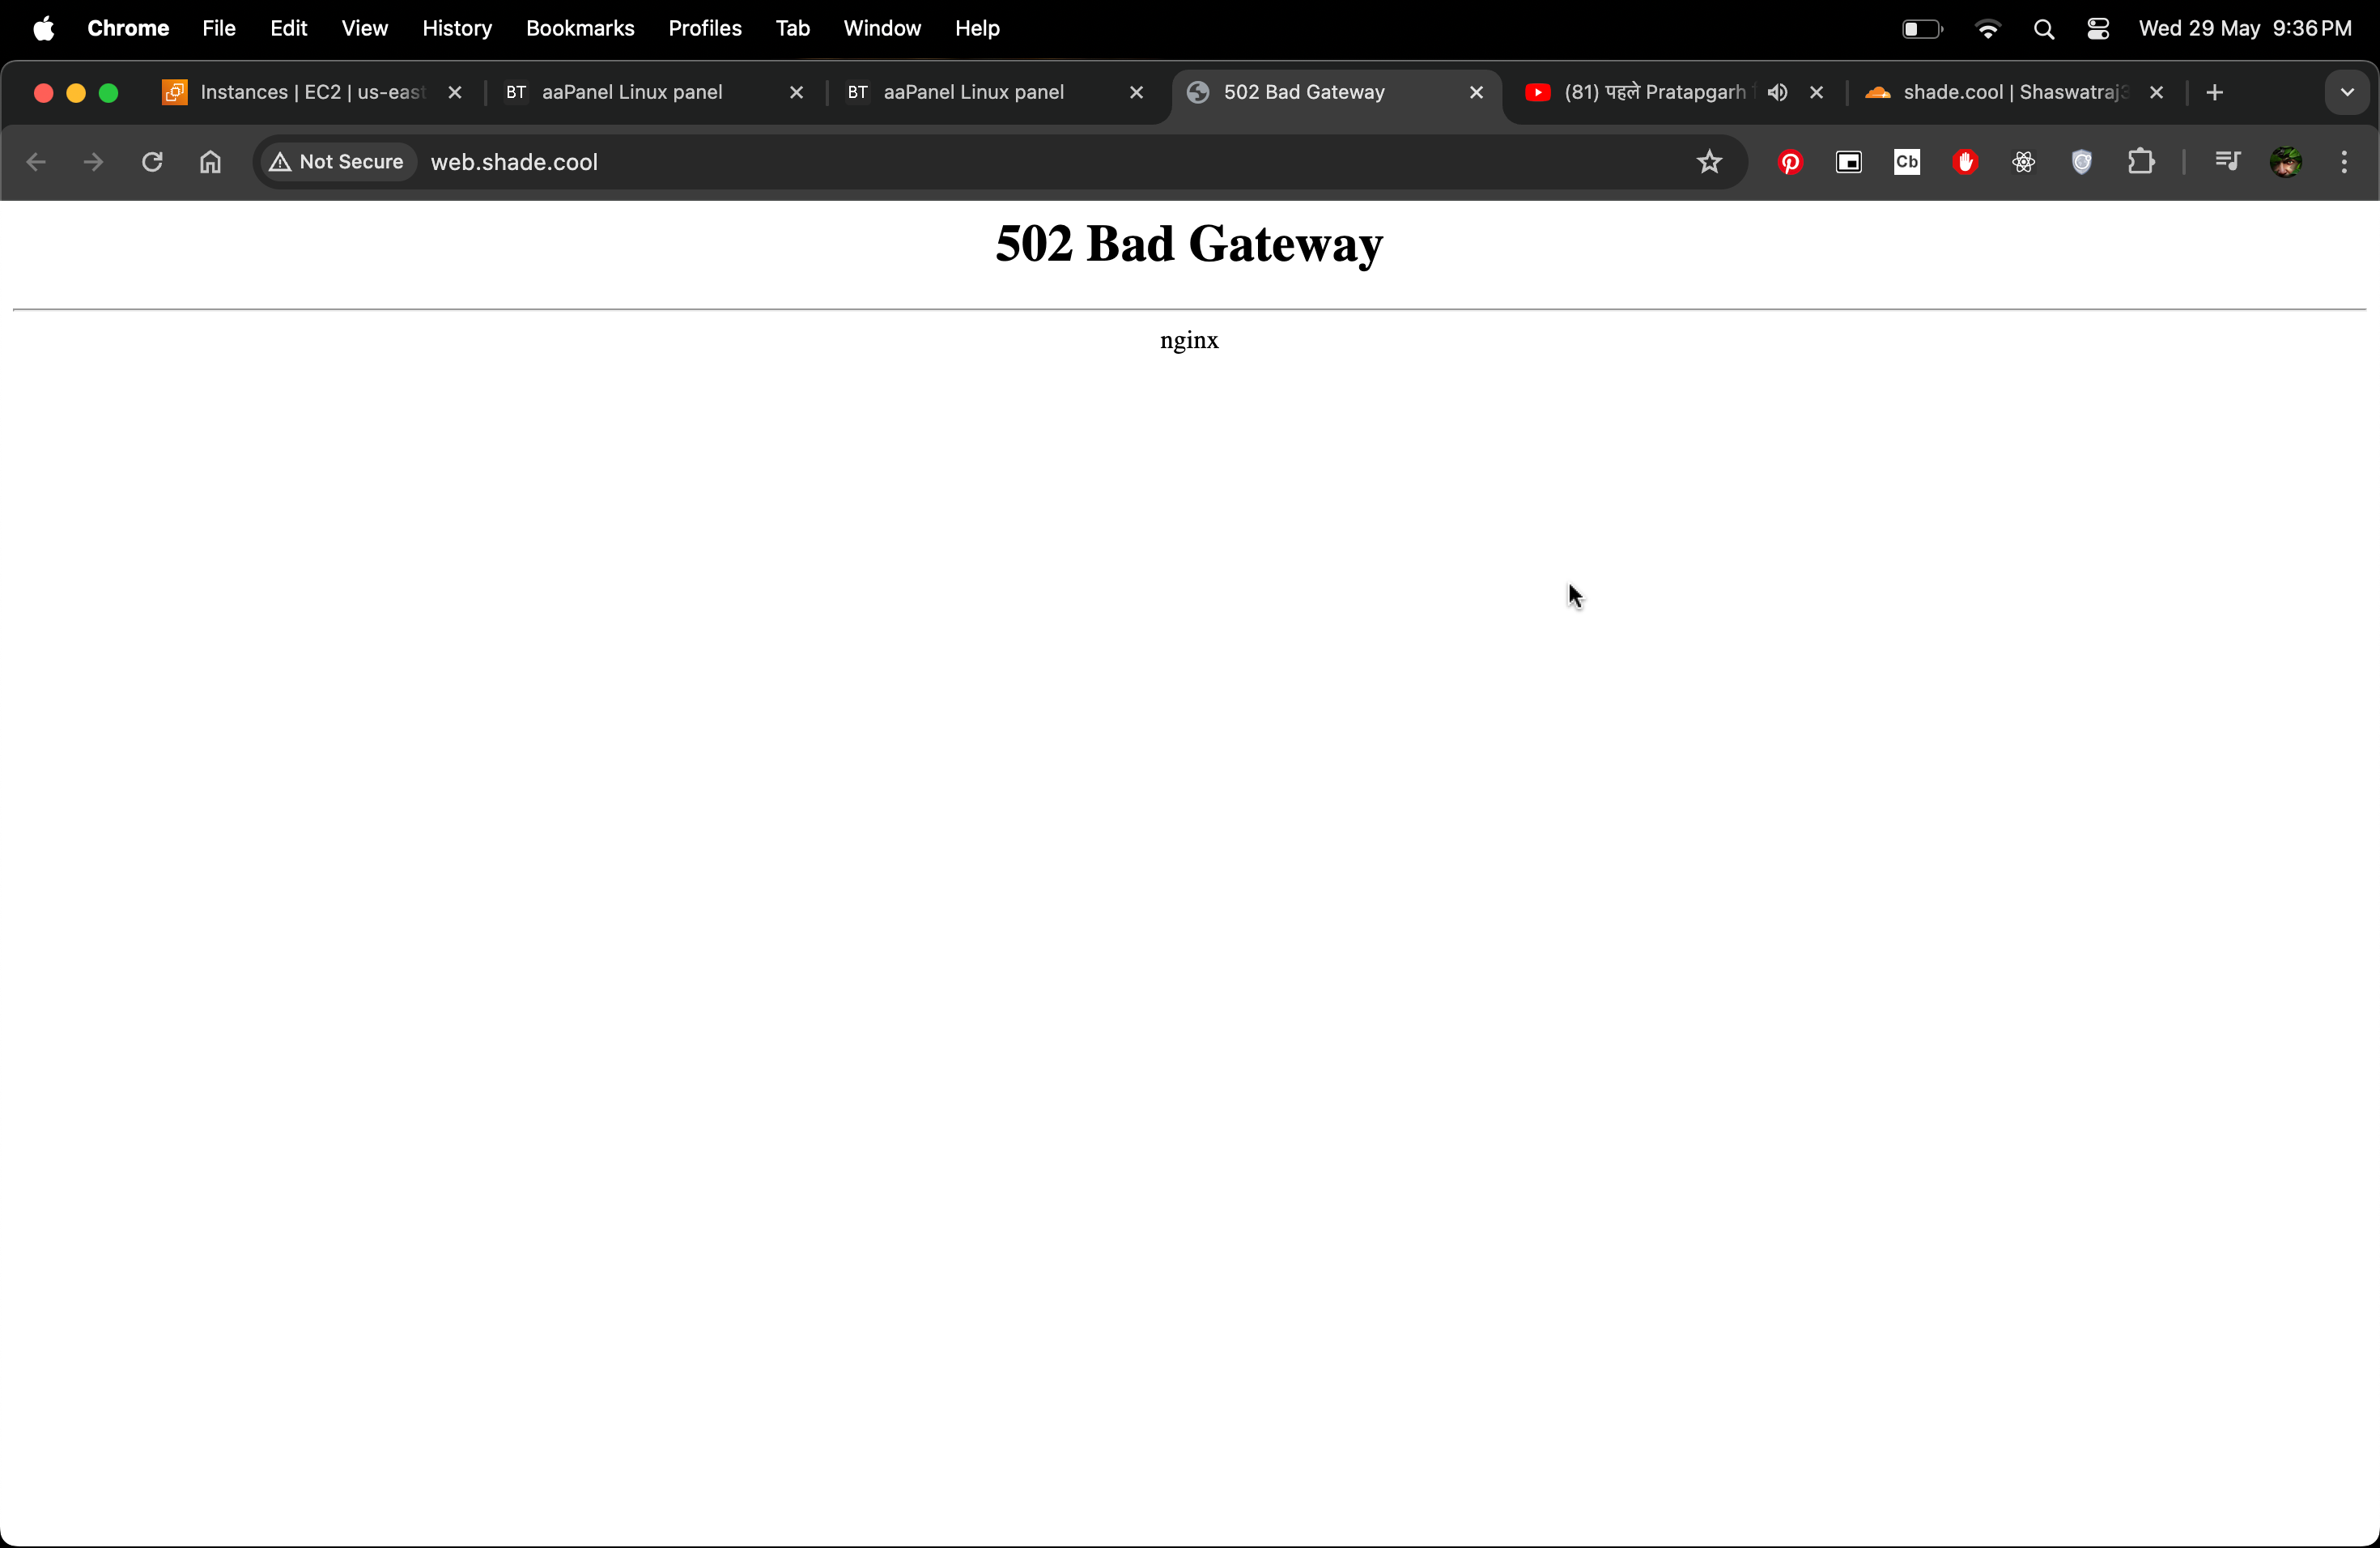 Chrome File Edit View History Bookmarks Profiles Tab Window Help Wed 29 May 9:36 PM
Instances | EC2 | us-east
BT aaPanel Linux panel
BT aaPanel Linux panel
502 Bad Gateway
(81) पहले Pratapgarh
shade.cool | Shaswatraj3
Not Secure web.shade.cool
Cb
502 Bad Gateway
nginx